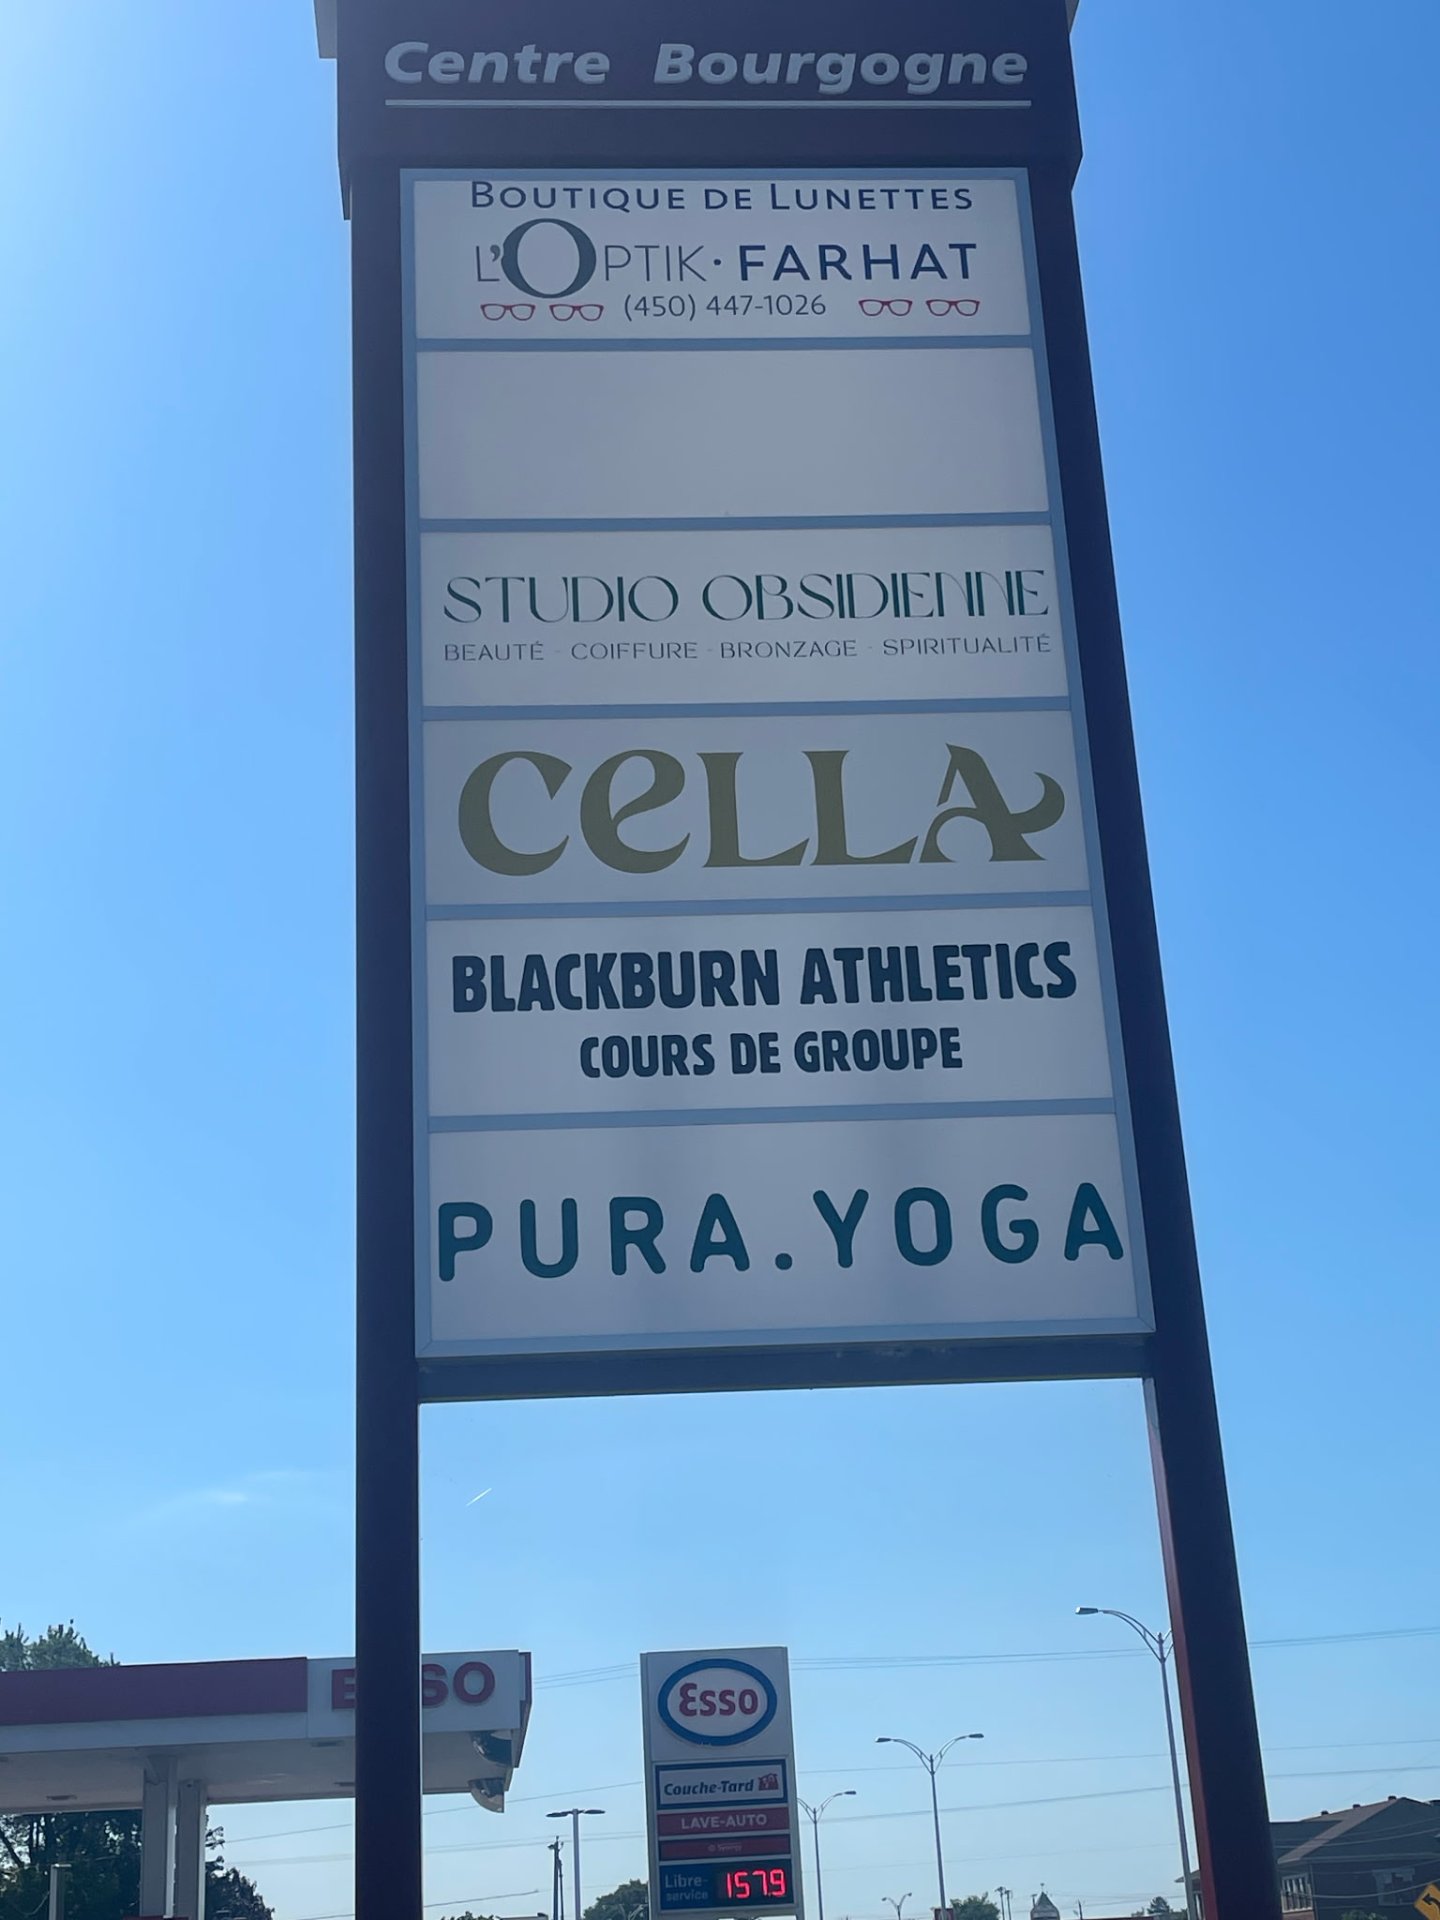 Centre Bourgogne
BOUTIQUE DE LUNETTES
L'OPTIK · FARHAT
(450) 447-1026
STUDIO OBSIDIENNE
BEAUTÉ - COIFFURE - BRONZAGE - SPIRITUALITÉ
CELLA
BLACKBURN ATHLETICS
COURS DE GROUPE
PURA.YOGA
Esso
Couche-Tard
LAVE-AUTO
Synergy
Libre-
service
157.9